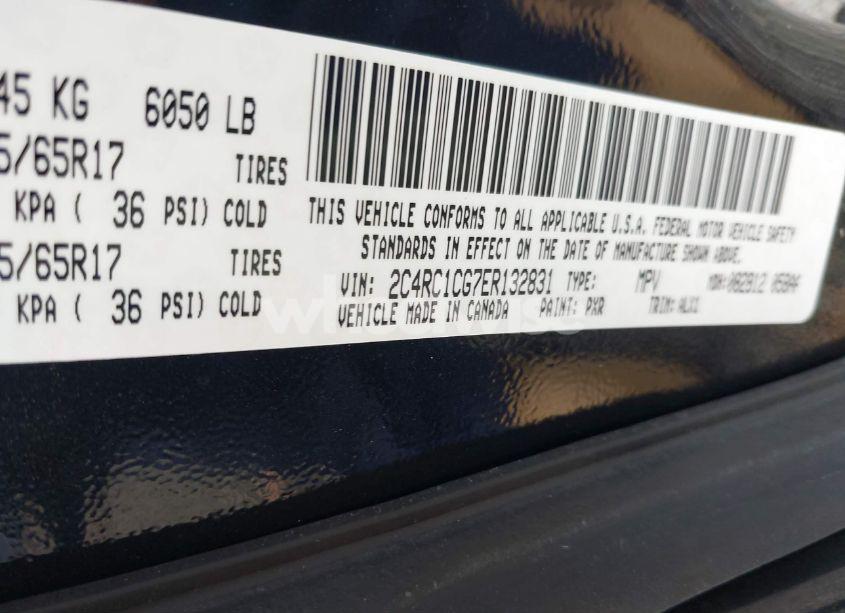 45 KG 6050 LB
5/65R17 TIRES
KPA ( 36 PSI) COLD
5/65R17 TIRES
KPA ( 36 PSI) COLD
THIS VEHICLE CONFORMS TO ALL APPLICABLE U.S.A. FEDERAL MOTOR VEHICLE SAFETY
STANDARDS IN EFFECT ON THE DATE OF MANUFACTURE SHOWN ABOVE.
VIN: 2C4RC1CG7ER132831 TYPE: MPV MDH:
VEHICLE MADE IN CANADA PAINT: PXR TRIM: